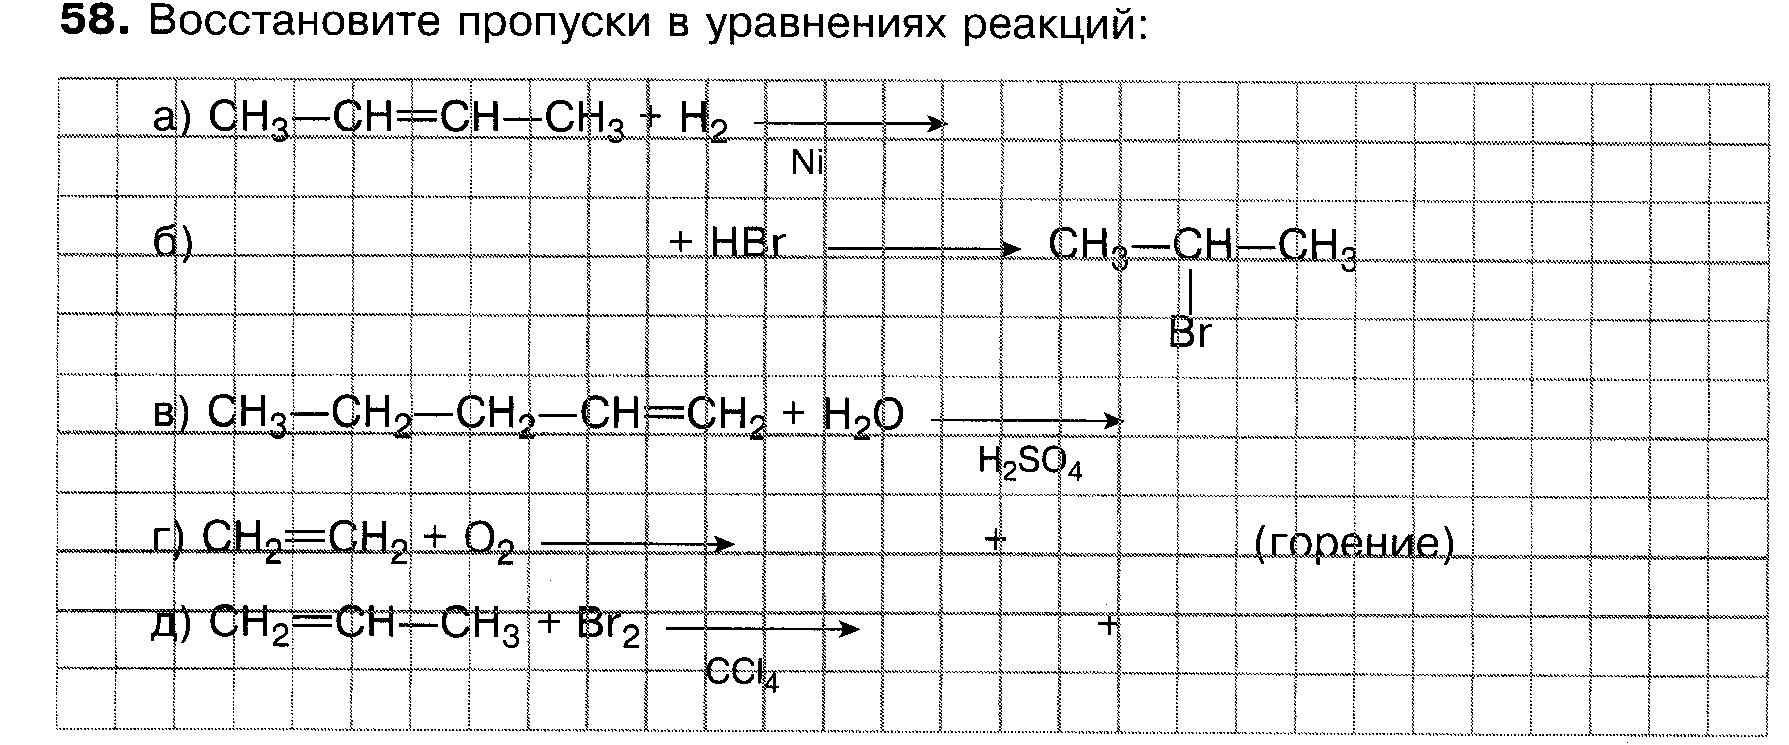 58. Восстановите пропуски в уравнениях реакций:
а) CH₃—CH=CH—CH₃ + H₂ →
Ni
б) + HBr → CH₃—CH—CH₃
Br
в) CH₃—CH₂—CH₂—CH=CH₂ + H₂O →
H₂SO₄
г) CH₂=CH₂ + O₂ → + (горение)
д) CH₂=CH—CH₃ + Br₂ → +
CCl₄